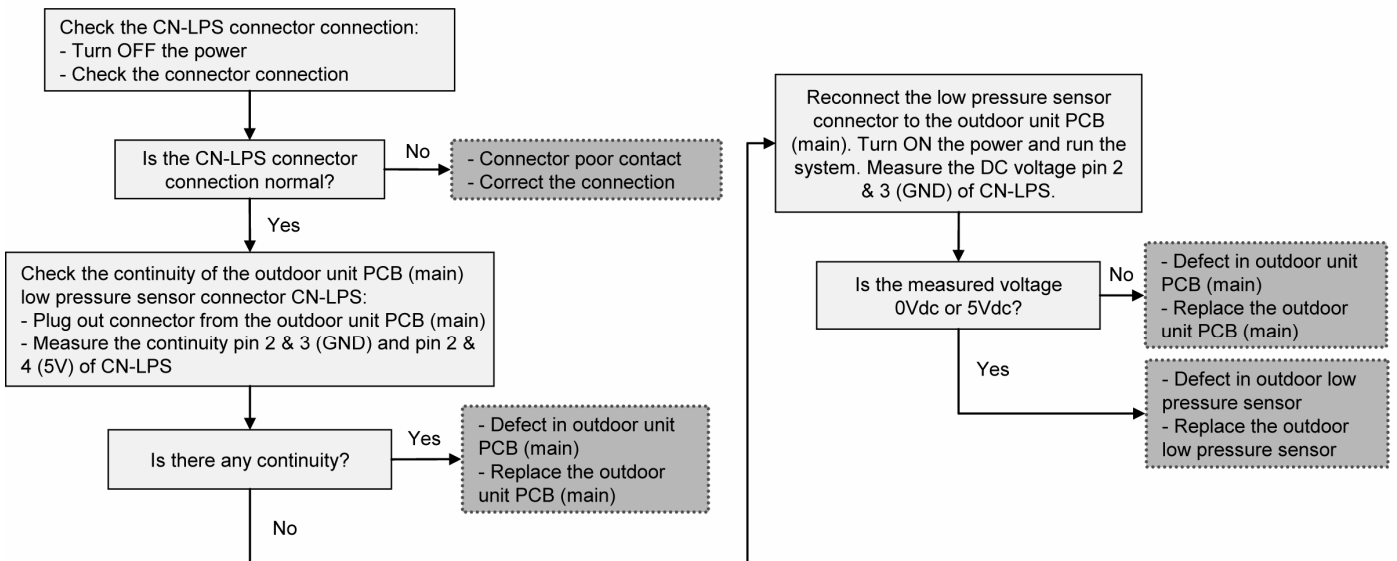 Check the CN-LPS connector connection:
- Turn OFF the power
- Check the connector connection
Is the CN-LPS connector
connection normal?
No
- Connector poor contact
- Correct the connection
Yes
Check the continuity of the outdoor unit PCB (main)
low pressure sensor connector CN-LPS:
- Plug out connector from the outdoor unit PCB (main)
- Measure the continuity pin 2 & 3 (GND) and pin 2 &
4 (5V) of CN-LPS
Is there any continuity?
Yes
- Defect in outdoor unit
PCB (main)
- Replace the outdoor
unit PCB (main)
No
Reconnect the low pressure sensor
connector to the outdoor unit PCB
(main). Turn ON the power and run the
system. Measure the DC voltage pin 2
& 3 (GND) of CN-LPS.
Is the measured voltage
0Vdc or 5Vdc?
No
- Defect in outdoor unit
PCB (main)
- Replace the outdoor
unit PCB (main)
Yes
- Defect in outdoor low
pressure sensor
- Replace the outdoor
low pressure sensor